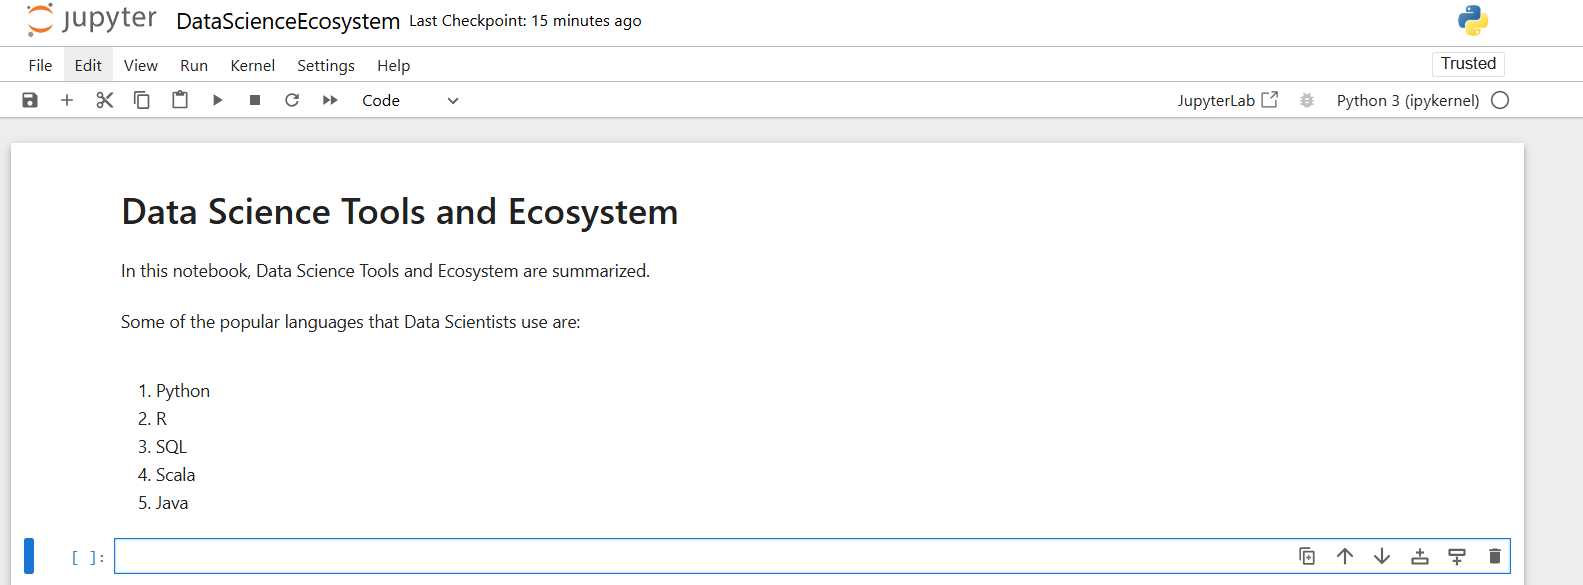 jupyter DataScienceEcosystem Last Checkpoint: 15 minutes ago
File Edit View Run Kernel Settings Help Trusted
Code JupyterLab Python 3 (ipykernel)
Data Science Tools and Ecosystem
In this notebook, Data Science Tools and Ecosystem are summarized.
Some of the popular languages that Data Scientists use are:
1. Python
2. R
3. SQL
4. Scala
5. Java
[ ]: